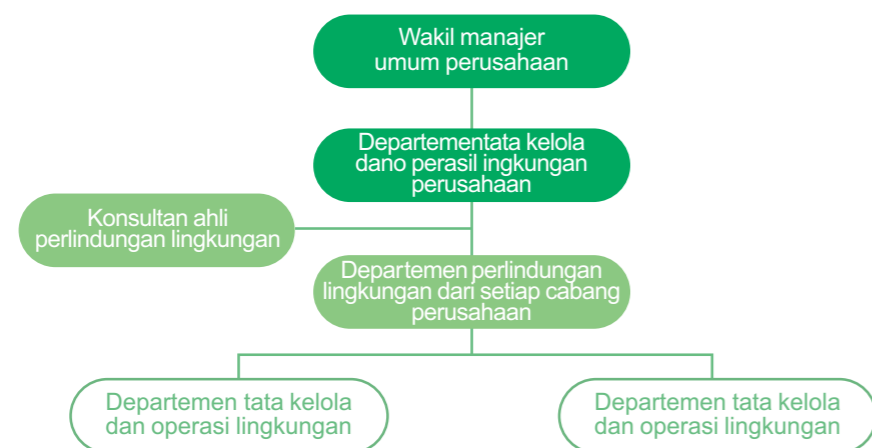 Wakil manajer
umum perusahaan
Departementata kelola
dano perasil ingkungan
perusahaan
Konsultan ahli
perlindungan lingkungan
Departemen perlindungan
lingkungan dari setiap cabang
perusahaan
Departemen tata kelola
dan operasi lingkungan
Departemen tata kelola
dan operasi lingkungan